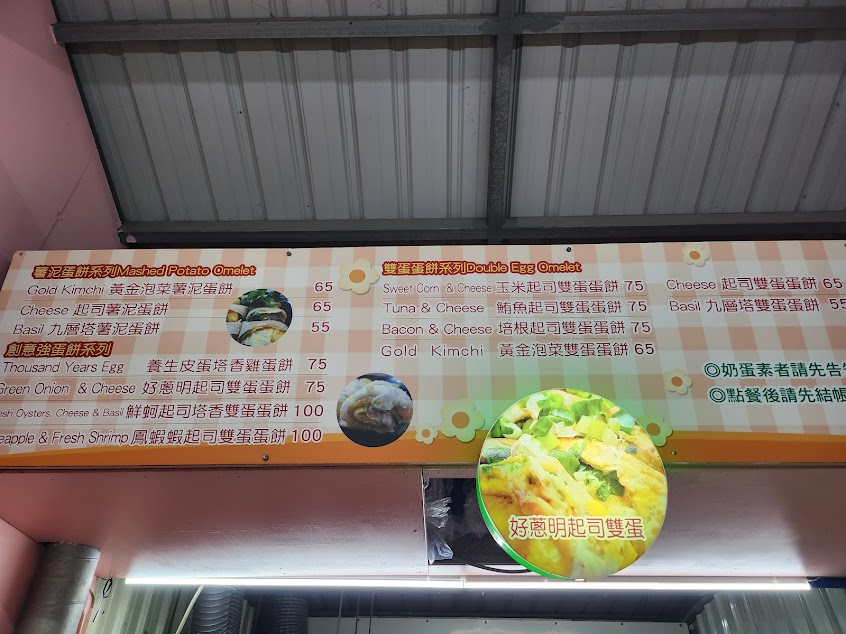 薯泥蛋餅系列Mashed Potato Omelet
Gold Kimchi 黃金泡菜薯泥蛋餅 65
Cheese 起司薯泥蛋餅 65
Basil 九層塔薯泥蛋餅 55
創意強蛋餅系列
Thousand Years Egg 養生皮蛋塔香雞蛋餅 75
Green Onion & Cheese 好蔥明起司雙蛋蛋餅 75
Oysters, Cheese & Basil 鮮蚵起司塔香雙蛋蛋餅 100
& Fresh Shrimp 鳳蝦蝦起司雙蛋蛋餅 100
雙蛋蛋餅系列Double Egg Omelet
Sweet Corn & Cheese 玉米起司雙蛋蛋餅 75
Tuna & Cheese 鮪魚起司雙蛋蛋餅 75
Bacon & Cheese 培根起司雙蛋蛋餅 75
Gold Kimchi 黃金泡菜雙蛋蛋餅 65
Cheese 起司雙蛋蛋餅 65
Basil 九層塔雙蛋蛋餅 55
◎奶蛋素者請先告
◎點餐後請先結帳
好蔥明起司雙蛋